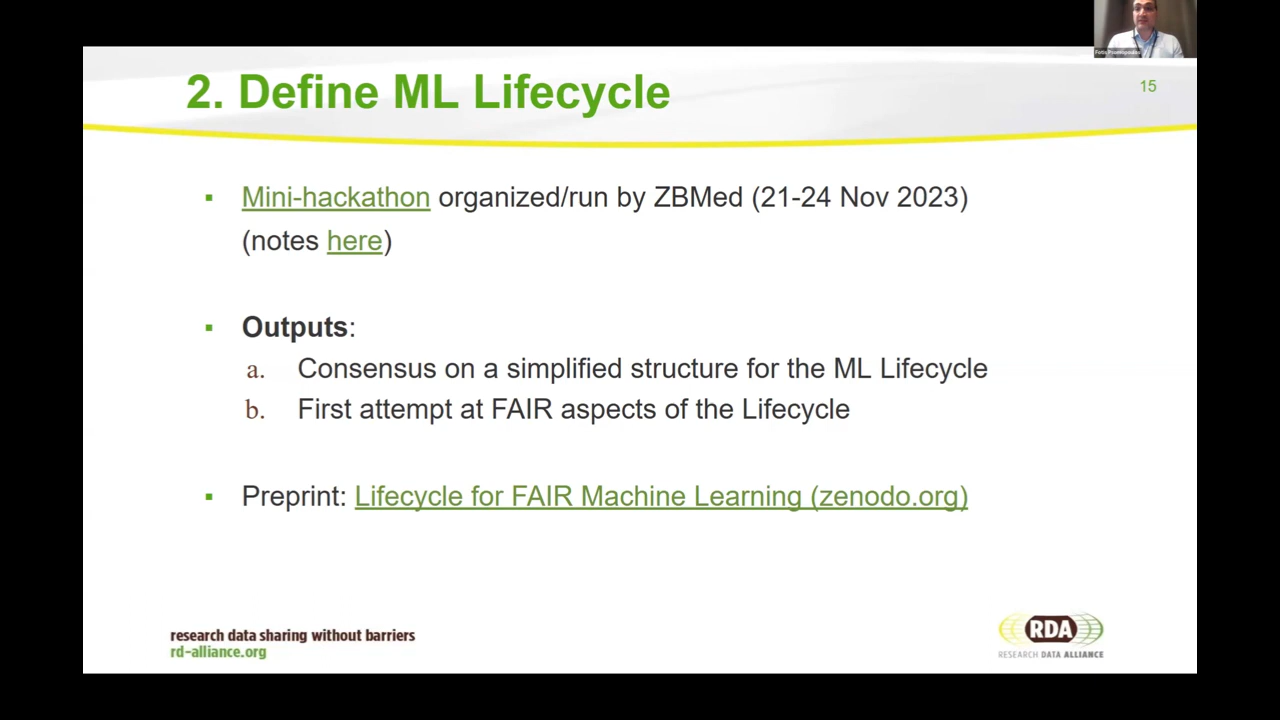 Fotis Psomopoulos
2. Define ML Lifecycle
15
▪ Mini-hackathon organized/run by ZBMed (21-24 Nov 2023)
(notes here)
▪ Outputs:
a. Consensus on a simplified structure for the ML Lifecycle
b. First attempt at FAIR aspects of the Lifecycle
▪ Preprint: Lifecycle for FAIR Machine Learning (zenodo.org)
research data sharing without barriers
rd-alliance.org
RDA
RESEARCH DATA ALLIANCE